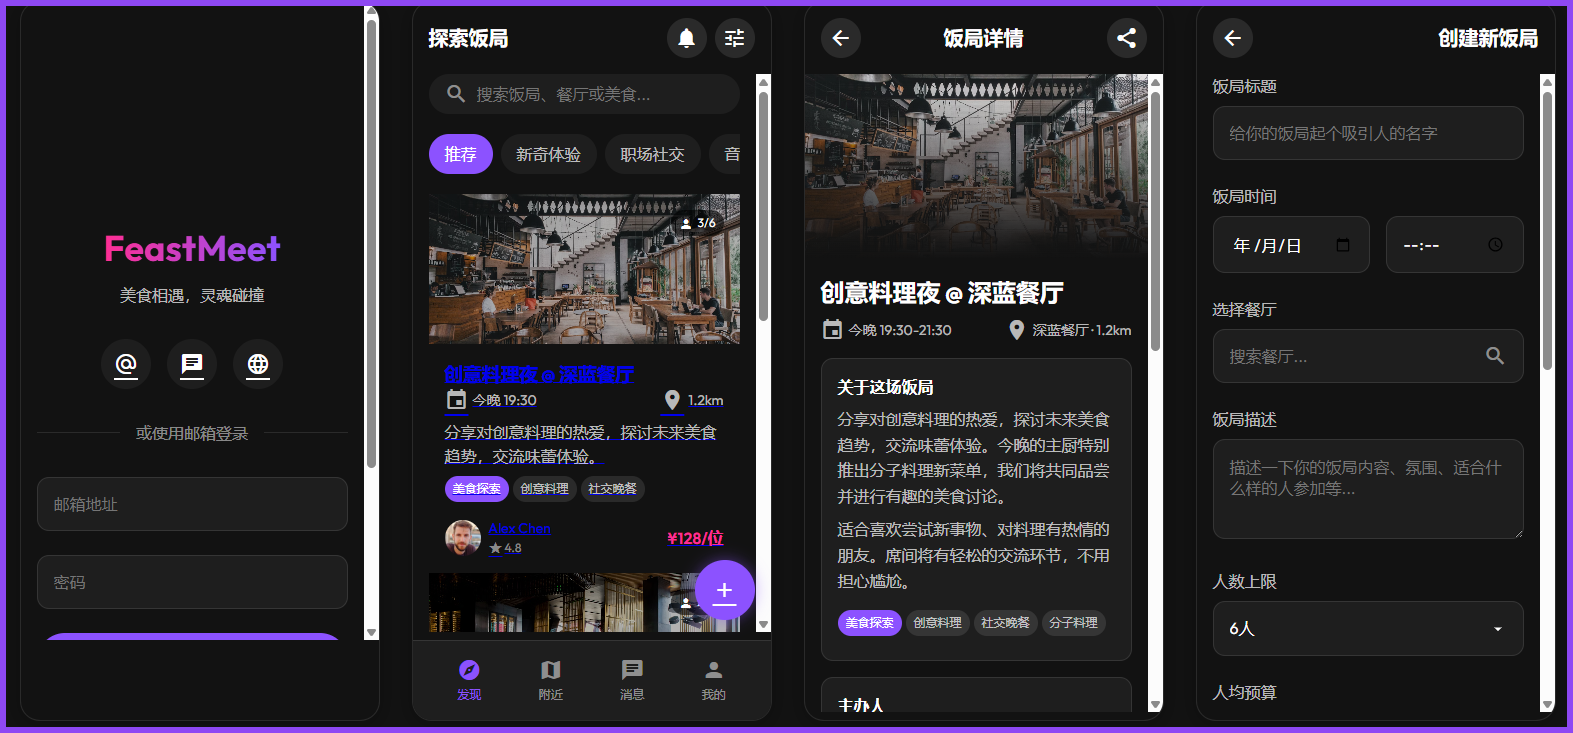 FeastMeet
美食相遇，灵魂碰撞
或使用邮箱登录
邮箱地址
密码
探索饭局
搜索饭局、餐厅或美食...
推荐
新奇体验
职场社交
音
3/6
创意料理夜 @ 深蓝餐厅
今晚 19:30
1.2km
分享对创意料理的热爱，探讨未来美食
趋势，交流味蕾体验。
美食探索
创意料理
社交晚餐
Alex Chen
4.8
¥128/位
发现
附近
消息
我的
饭局详情
创意料理夜 @ 深蓝餐厅
今晚 19:30-21:30
深蓝餐厅 · 1.2km
关于这场饭局
分享对创意料理的热爱，探讨未来美食
趋势，交流味蕾体验。今晚的主厨特别
推出分子料理新菜单，我们将共同品尝
并进行有趣的美食讨论。
适合喜欢尝试新事物、对料理有热情的
朋友。席间将有轻松的交流环节，不用
担心尴尬。
美食探索
创意料理
社交晚餐
分子料理
主办人
创建新饭局
饭局标题
给你的饭局起个吸引人的名字
饭局时间
年/月/日
--:--
选择餐厅
搜索餐厅...
饭局描述
描述一下你的饭局内容、氛围、适合什
么样的人参加等...
人数上限
6人
人均预算